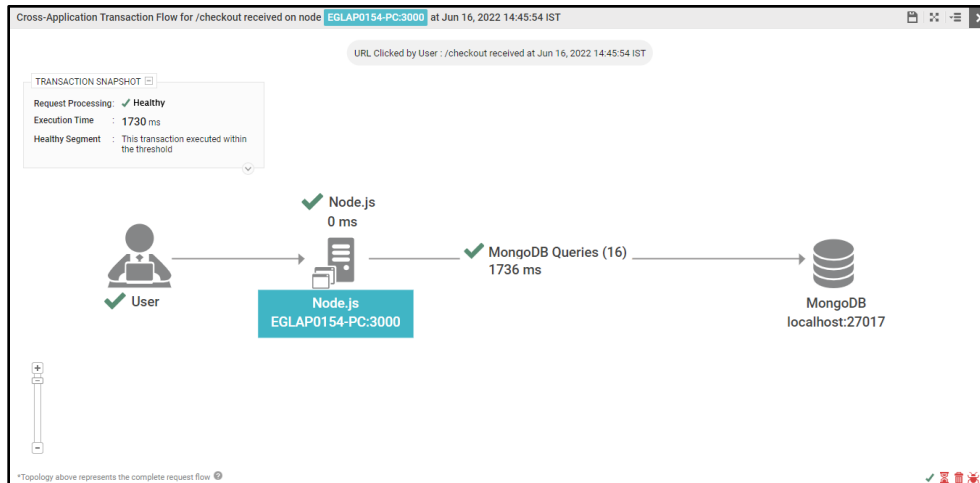 Cross-Application Transaction Flow for /checkout received on node EGLAP0154-PC:3000 at Jun 16, 2022 14:45:54 IST
URL Clicked by User : /checkout received at Jun 16, 2022 14:45:54 IST
TRANSACTION SNAPSHOT
Request Processing: Healthy
Execution Time : 1730 ms
Healthy Segment : This transaction executed within
the threshold
Node.js
0 ms
MongoDB Queries (16)
1736 ms
User
Node.js
EGLAP0154-PC:3000
MongoDB
localhost:27017
*Topology above represents the complete request flow